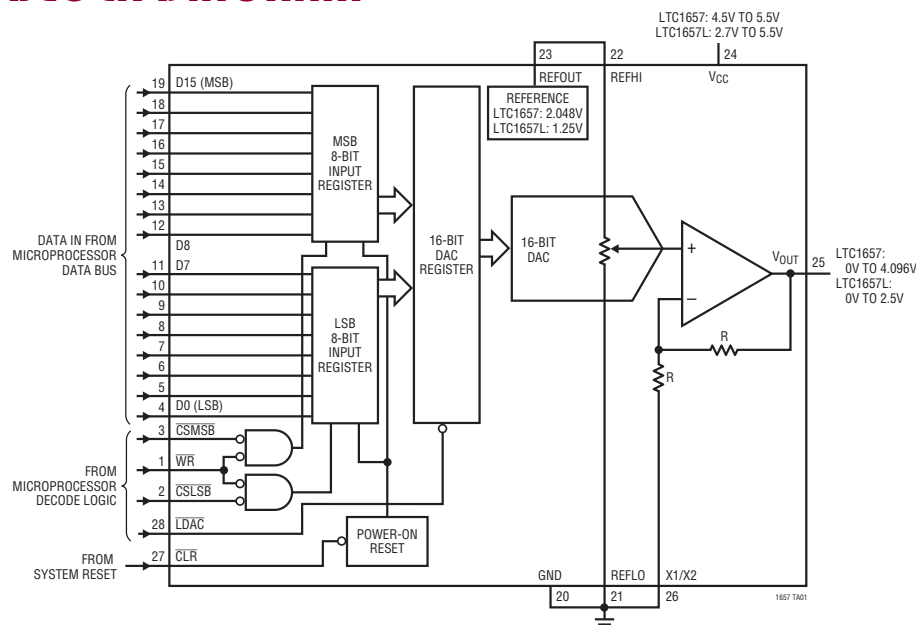 LTC1657: 4.5V TO 5.5V
LTC1657L: 2.7V TO 5.5V
23
22
24
19
D15 (MSB)
REFOUT
REFHI
VCC
18
17
16
15
14
13
12
REFERENCE
LTC1657: 2.048V
LTC1657L: 1.25V
MSB
8-BIT
INPUT
REGISTER
DATA IN FROM
MICROPROCESSOR
DATA BUS
D8
11
D7
10
9
8
7
6
5
4
D0 (LSB)
16-BIT
DAC
REGISTER
16-BIT
DAC
+
−
VOUT
25
LTC1657:
0V TO 4.096V
LTC1657L:
0V TO 2.5V
R
R
LSB
8-BIT
INPUT
REGISTER
3
CSMSB
1
WR
2
CSLSB
28
LDAC
FROM
MICROPROCESSOR
DECODE LOGIC
POWER-ON
RESET
27
CLR
FROM
SYSTEM RESET
GND
REFLO
X1/X2
20
21
26
1657 TA01